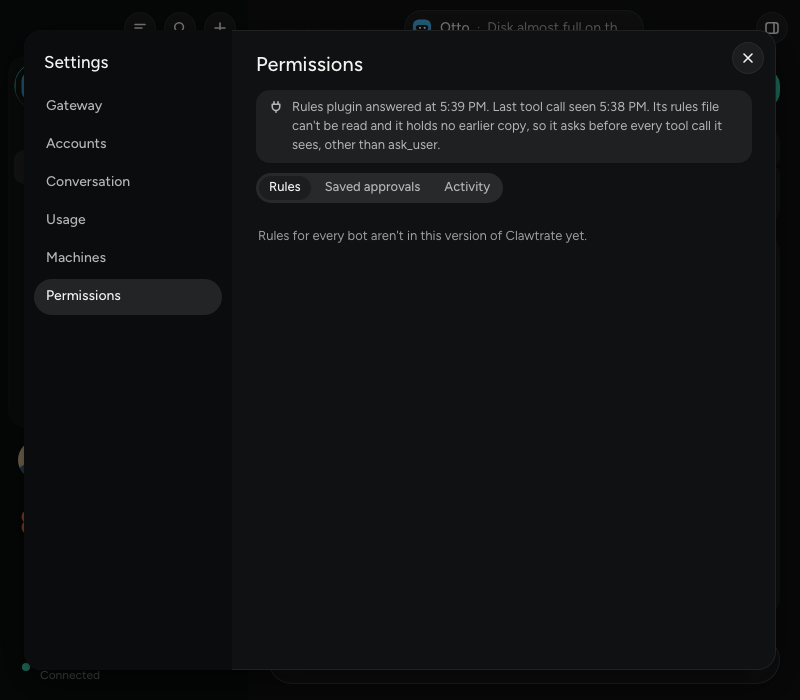 Otto · Disk almost full on th
Settings
Gateway
Accounts
Conversation
Usage
Machines
Permissions
Permissions
Rules plugin answered at 5:39 PM. Last tool call seen 5:38 PM. Its rules file
can't be read and it holds no earlier copy, so it asks before every tool call it
sees, other than ask_user.
Rules
Saved approvals
Activity
Rules for every bot aren't in this version of Clawtrate yet.
Connected